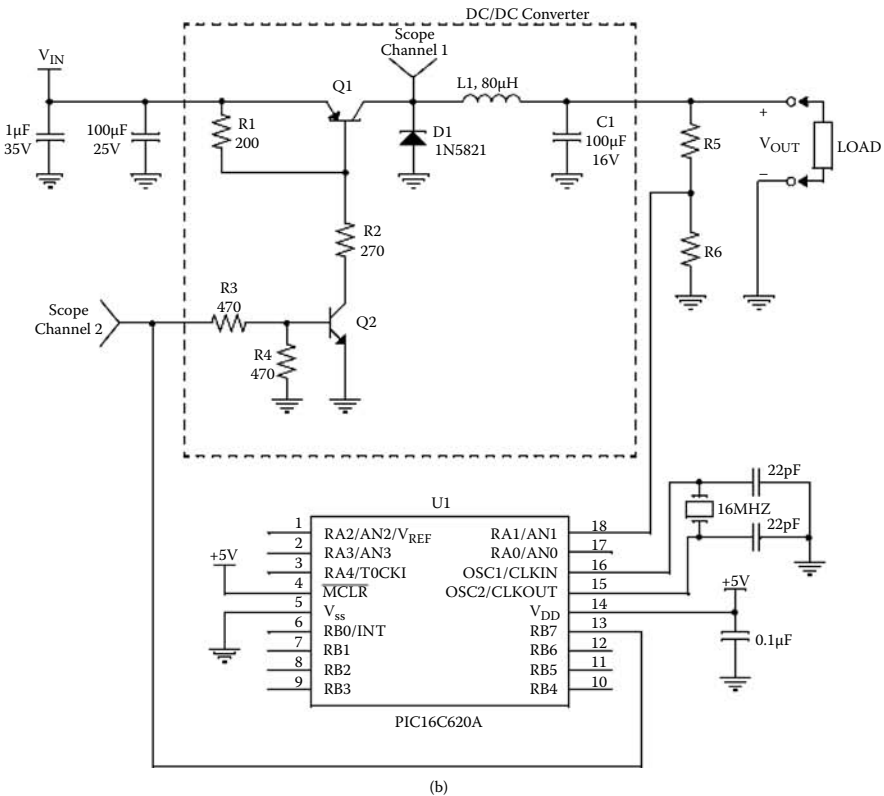 DC/DC Converter
Scope
Channel 1
V_IN
Q1
L1, 80μH
1μF
35V
100μF
25V
R1
200
D1
1N5821
C1
100μF
16V
R5
+
V_OUT
–
LOAD
R2
270
R6
Scope
Channel 2
R3
470
Q2
R4
470
22pF
16MHZ
22pF
U1
1 RA2/AN2/V_REF RA1/AN1 18
2 RA3/AN3 RA0/AN0 17
3 RA4/T0CKI OSC1/CLKIN 16
+5V
4 MCLR OSC2/CLKOUT 15
5 V_ss V_DD 14
+5V
6 RB0/INT RB7 13
0.1μF
7 RB1 RB6 12
8 RB2 RB5 11
9 RB3 RB4 10
PIC16C620A
(b)